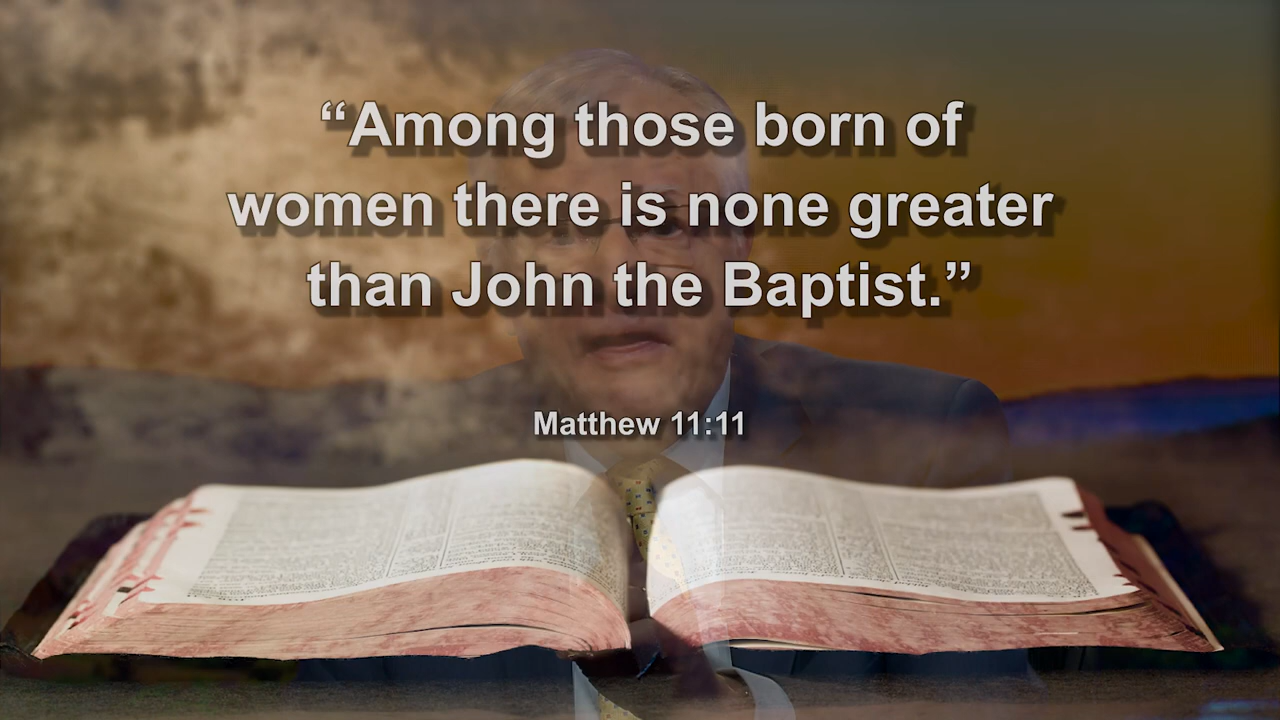 “Among those born of
women there is none greater
than John the Baptist.”
Matthew 11:11